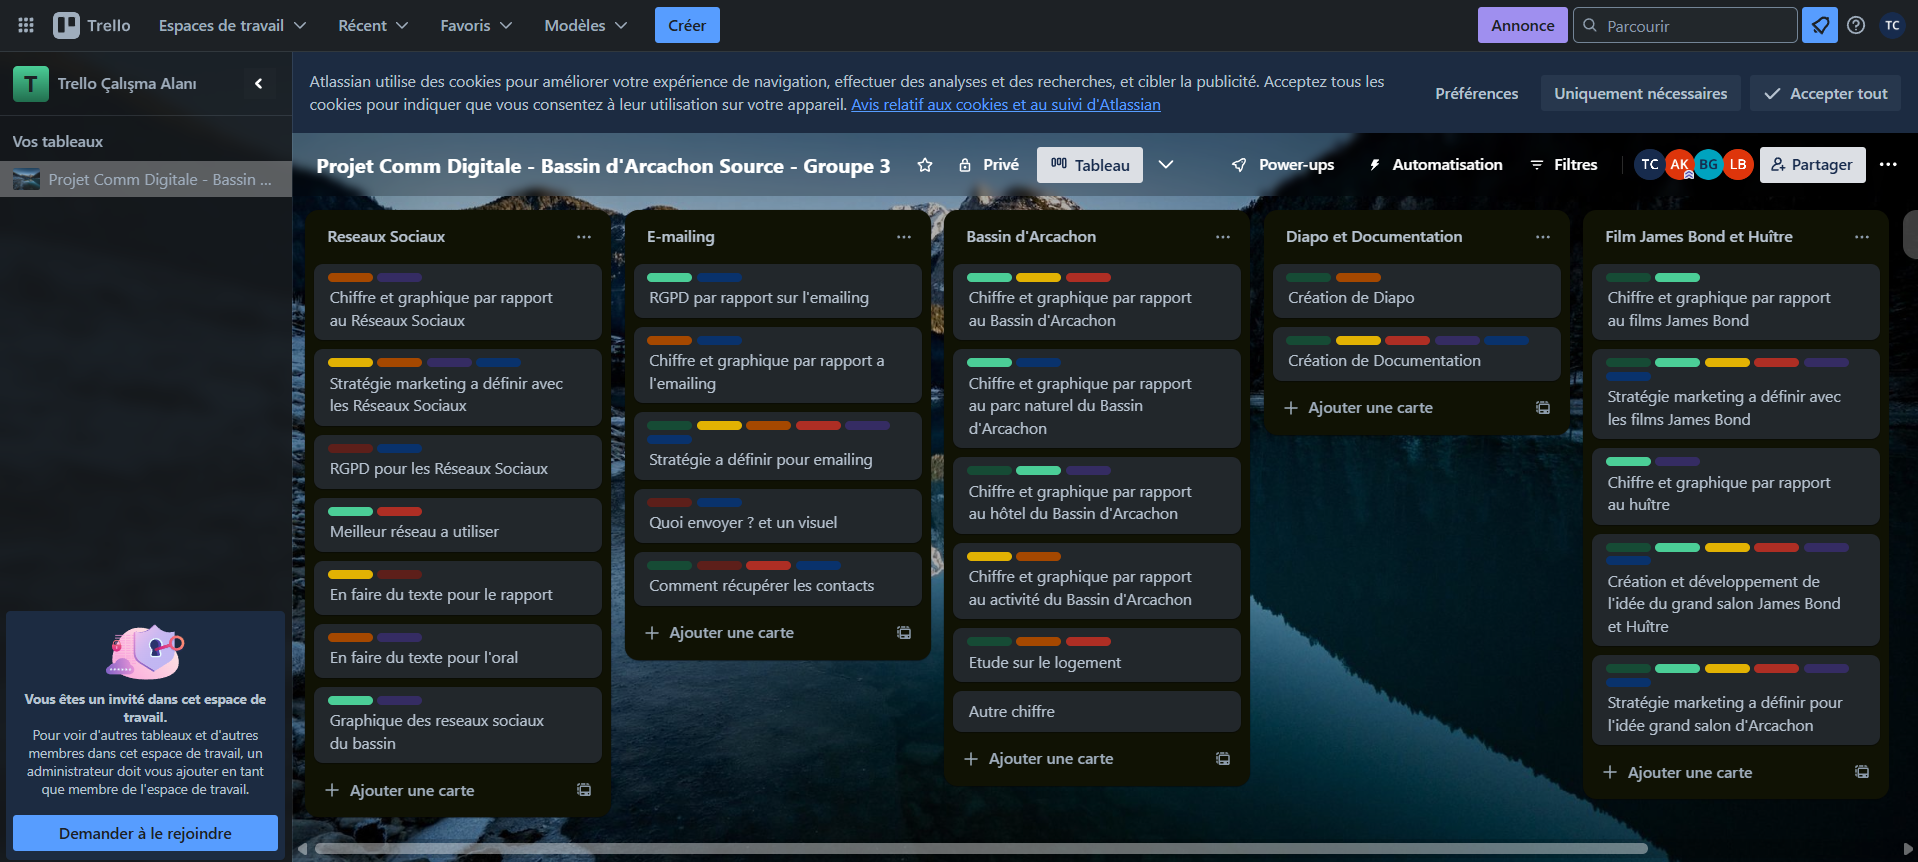 Trello
Espaces de travail
Récent
Favoris
Modèles
Créer
Annonce
Parcourir
TC
T
Trello Çalışma Alanı
Atlassian utilise des cookies pour améliorer votre expérience de navigation, effectuer des analyses et des recherches, et cibler la publicité. Acceptez tous les
cookies pour indiquer que vous consentez à leur utilisation sur votre appareil. Avis relatif aux cookies et au suivi d'Atlassian
Préférences
Uniquement nécessaires
Accepter tout
Vos tableaux
Projet Comm Digitale - Bassin ...
Projet Comm Digitale - Bassin d'Arcachon Source - Groupe 3
Privé
Tableau
Power-ups
Automatisation
Filtres
TC
AK
BG
LB
Partager
Reseaux Sociaux
Chiffre et graphique par rapport
au Réseaux Sociaux
Stratégie marketing a définir avec
les Réseaux Sociaux
RGPD pour les Réseaux Sociaux
Meilleur réseau a utiliser
En faire du texte pour le rapport
En faire du texte pour l'oral
Graphique des reseaux sociaux
du bassin
Ajouter une carte
E-mailing
RGPD par rapport sur l'emailing
Chiffre et graphique par rapport a
l'emailing
Stratégie a définir pour emailing
Quoi envoyer ? et un visuel
Comment récupérer les contacts
Ajouter une carte
Bassin d'Arcachon
Chiffre et graphique par rapport
au Bassin d'Arcachon
Chiffre et graphique par rapport
au parc naturel du Bassin
d'Arcachon
Chiffre et graphique par rapport
au hôtel du Bassin d'Arcachon
Chiffre et graphique par rapport
au activité du Bassin d'Arcachon
Etude sur le logement
Autre chiffre
Ajouter une carte
Diapo et Documentation
Création de Diapo
Création de Documentation
Ajouter une carte
Film James Bond et Huître
Chiffre et graphique par rapport
au films James Bond
Stratégie marketing a définir avec
les films James Bond
Chiffre et graphique par rapport
au huître
Création et développement de
l'idée du grand salon James Bond
et Huître
Stratégie marketing a définir pour
l'idée grand salon d'Arcachon
Ajouter une carte
Vous êtes un invité dans cet espace de
travail.
Pour voir d'autres tableaux et d'autres
membres dans cet espace de travail, un
administrateur doit vous ajouter en tant
que membre de l'espace de travail.
Demander à le rejoindre